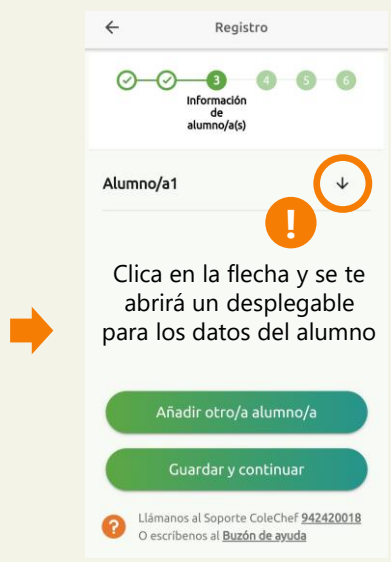 Registro
3 4 5 6
Información
de
alumno/a(s)
Alumno/a1
!
Clica en la flecha y se te
abrirá un desplegable
para los datos del alumno
Añadir otro/a alumno/a
Guardar y continuar
? Llámanos al Soporte ColeChef 942420018
O escríbenos al Buzón de ayuda